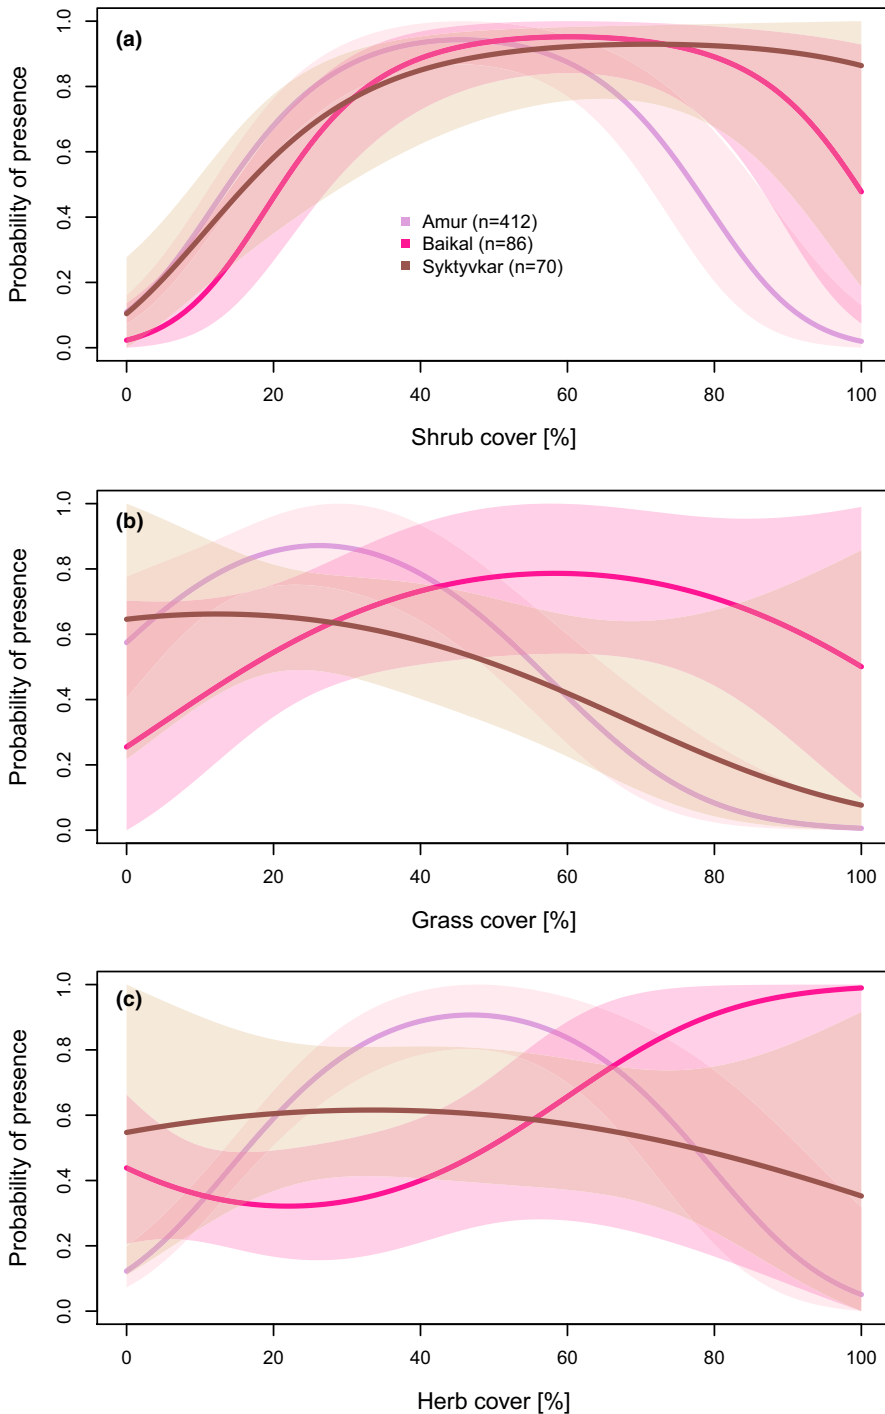 (a)
Probability of presence
0.0 0.2 0.4 0.6 0.8 1.0
Amur (n=412)
Baikal (n=86)
Syktyvkar (n=70)
0 20 40 60 80 100
Shrub cover [%]
(b)
Probability of presence
0.0 0.2 0.4 0.6 0.8 1.0
0 20 40 60 80 100
Grass cover [%]
(c)
Probability of presence
0.0 0.2 0.4 0.6 0.8 1.0
0 20 40 60 80 100
Herb cover [%]